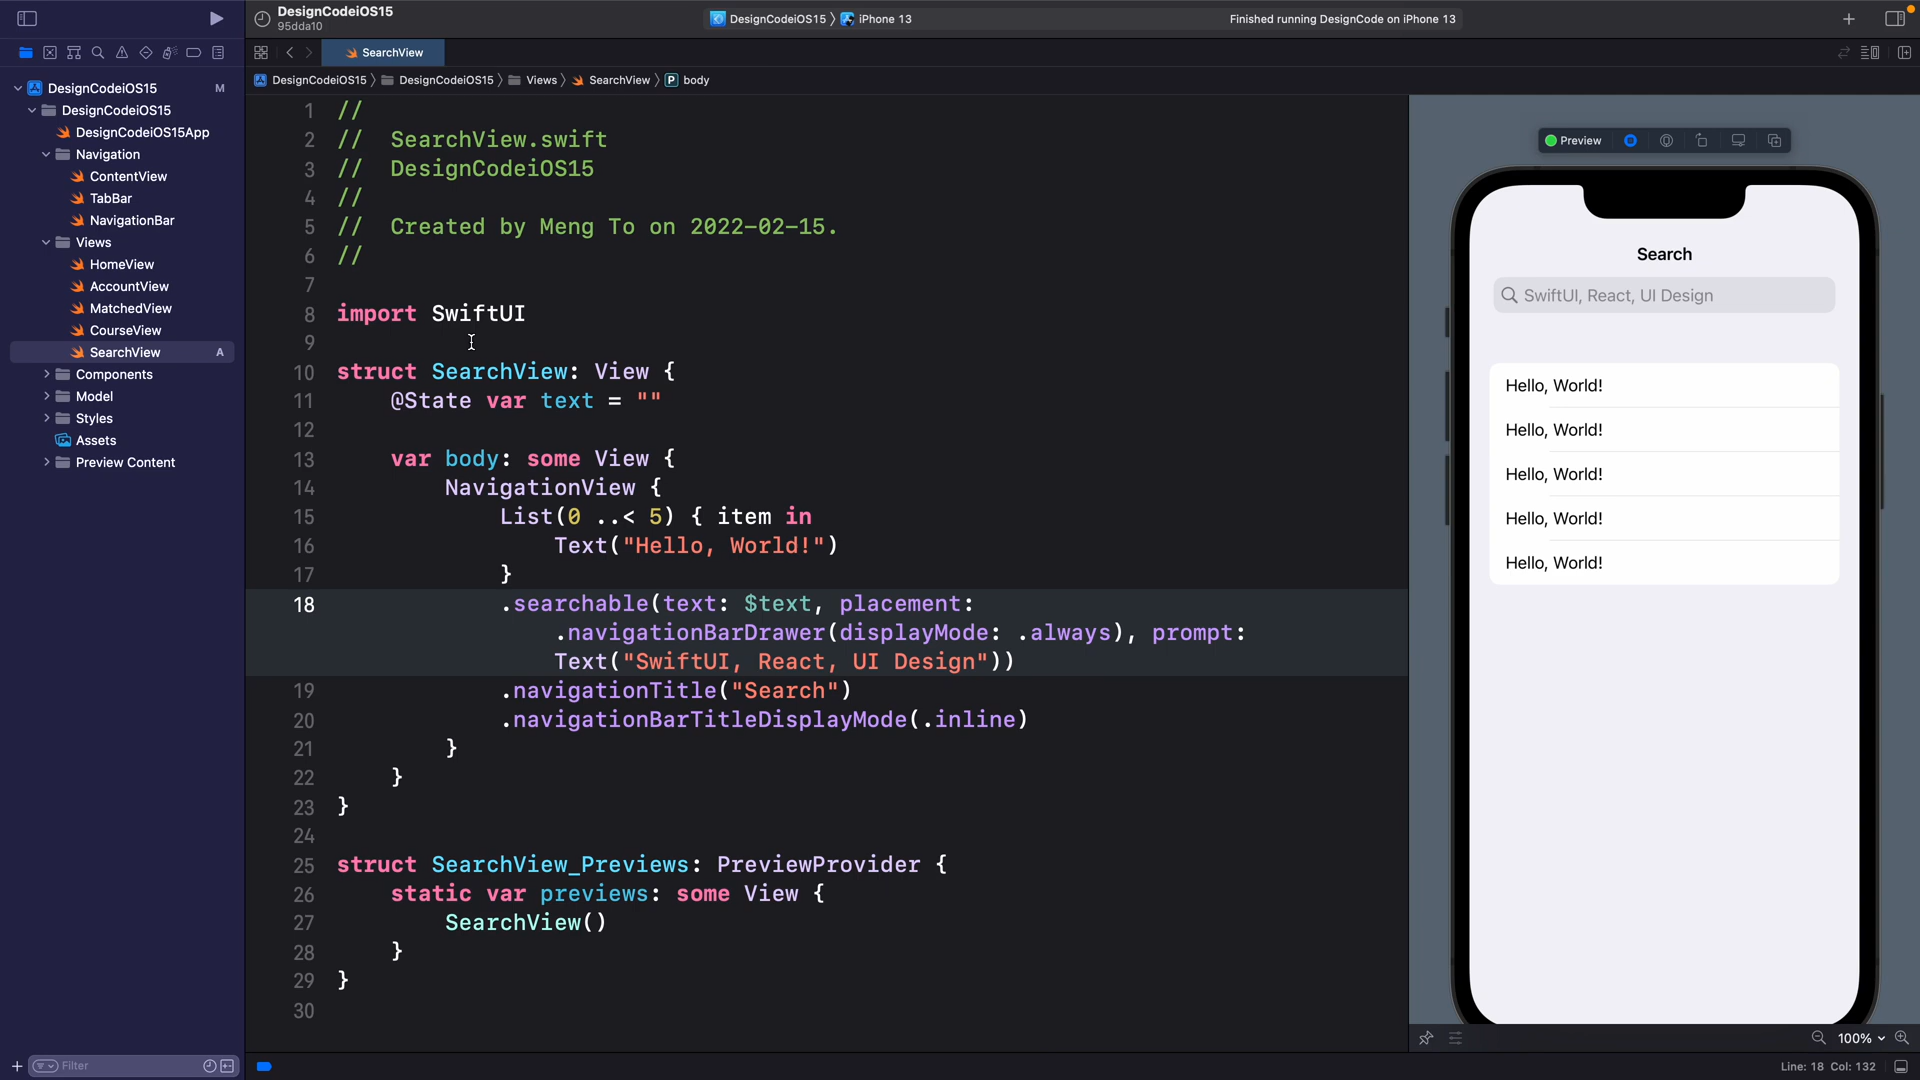 DesignCodeiOS15
95dda10
DesignCodeiOS15 〉 iPhone 13
Finished running DesignCode on iPhone 13
SearchView
DesignCodeiOS15 〉 DesignCodeiOS15 〉 Views 〉 SearchView 〉 P body
DesignCodeiOS15 M
DesignCodeiOS15
DesignCodeiOS15App
Navigation
ContentView
TabBar
NavigationBar
Views
HomeView
AccountView
MatchedView
CourseView
SearchView A
Components
Model
Styles
Assets
Preview Content
Filter
1 //
2 //  SearchView.swift
3 //  DesignCodeiOS15
4 //
5 //  Created by Meng To on 2022-02-15.
6 //
7
8 import SwiftUI
9
10 struct SearchView: View {
11     @State var text = ""
12
13     var body: some View {
14         NavigationView {
15             List(0 ..< 5) { item in
16                 Text("Hello, World!")
17             }
18             .searchable(text: $text, placement:
                .navigationBarDrawer(displayMode: .always), prompt:
                Text("SwiftUI, React, UI Design"))
19             .navigationTitle("Search")
20             .navigationBarTitleDisplayMode(.inline)
21         }
22     }
23 }
24
25 struct SearchView_Previews: PreviewProvider {
26     static var previews: some View {
27         SearchView()
28     }
29 }
30
Preview
Search
SwiftUI, React, UI Design
Hello, World!
Hello, World!
Hello, World!
Hello, World!
Hello, World!
100%
Line: 18 Col: 132